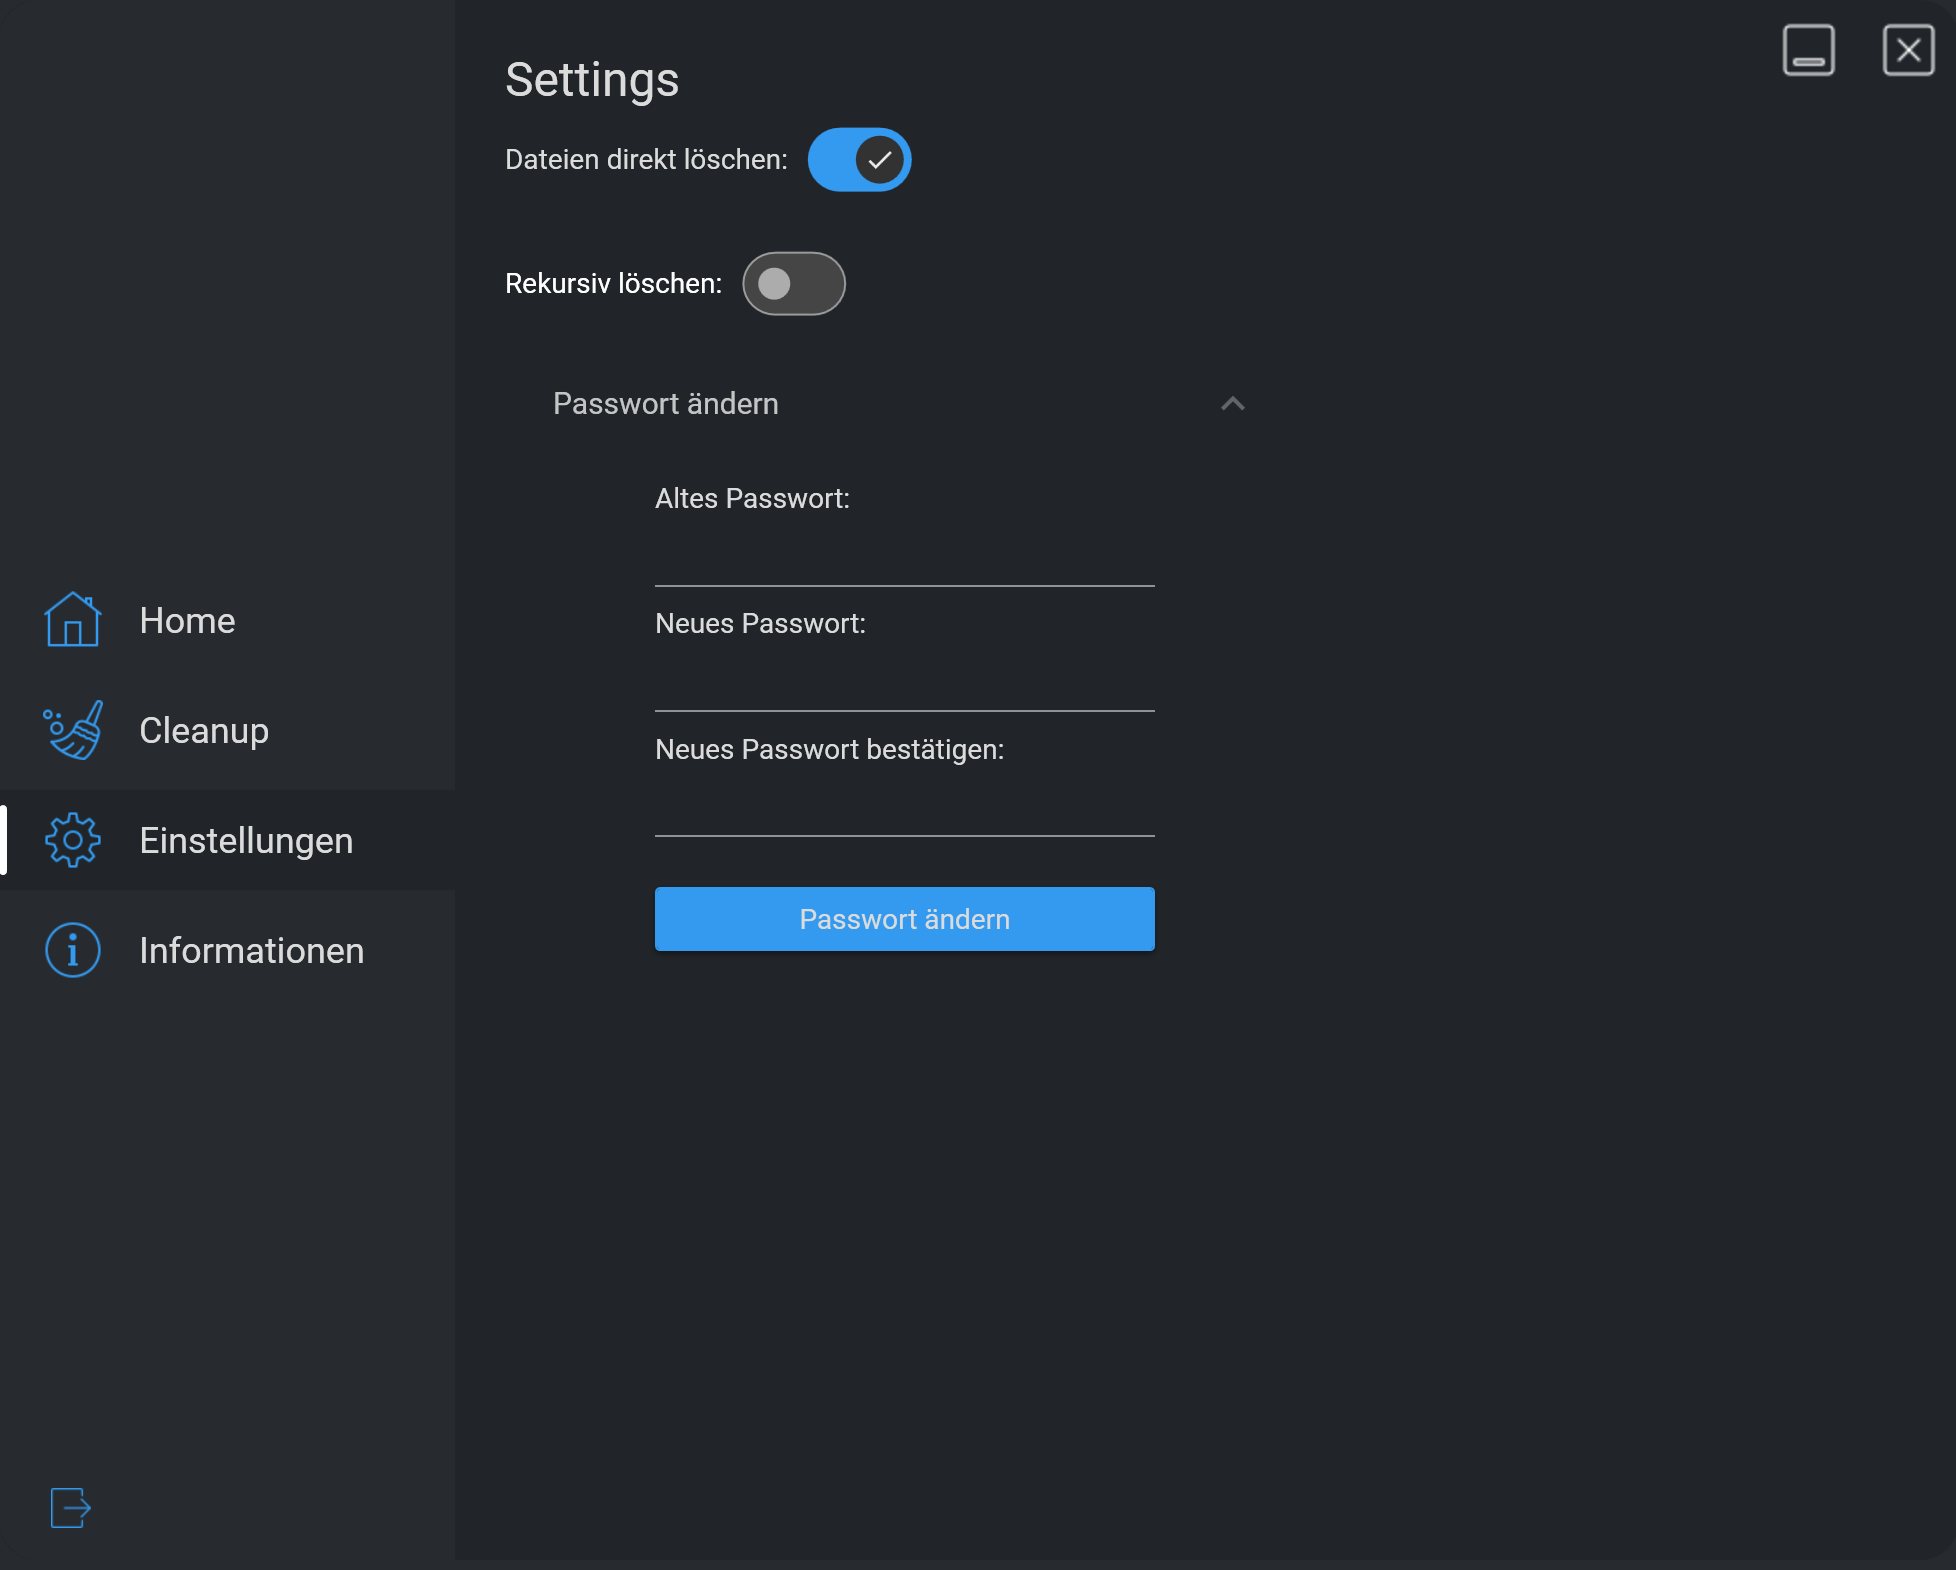 Settings
Dateien direkt löschen:
Rekursiv löschen:
Passwort ändern
Altes Passwort:
Neues Passwort:
Neues Passwort bestätigen:
Passwort ändern
Home
Cleanup
Einstellungen
Informationen